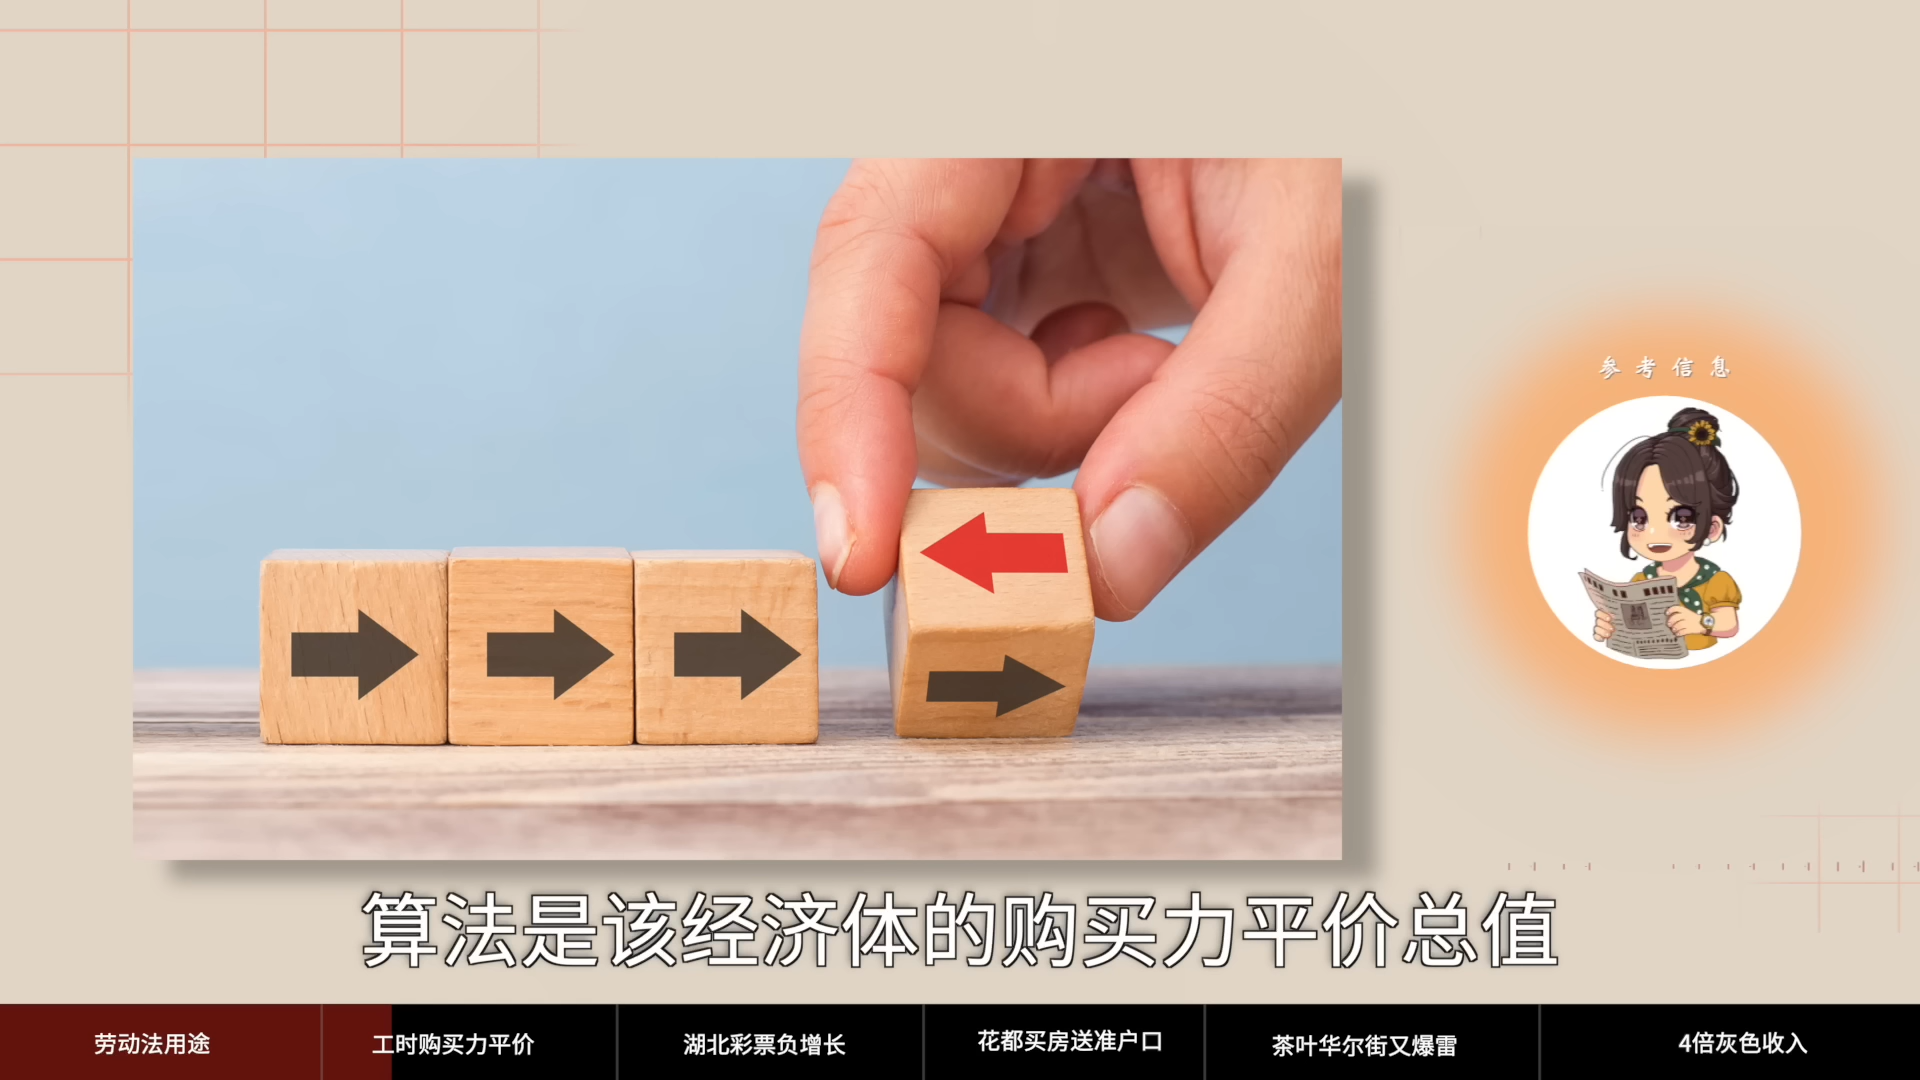 参考信息
算法是该经济体的购买力平价总值
劳动法用途
工时购买力平价
湖北彩票负增长
花都买房送准户口
茶叶华尔街又爆雷
4倍灰色收入